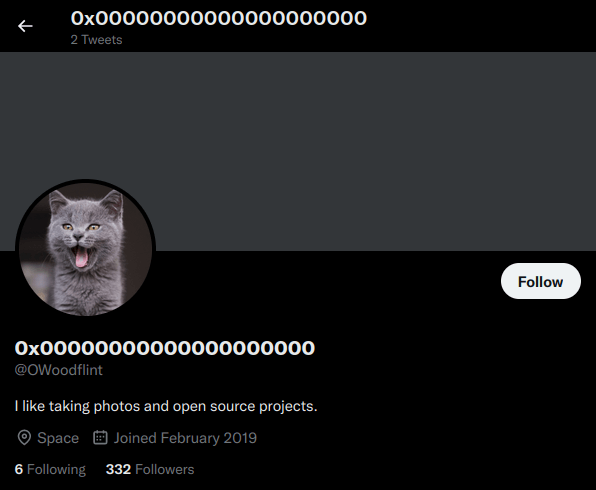 0x00000000000000000000
2 Tweets
Follow
0x00000000000000000000
@OWoodflint
I like taking photos and open source projects.
Space Joined February 2019
6 Following 332 Followers